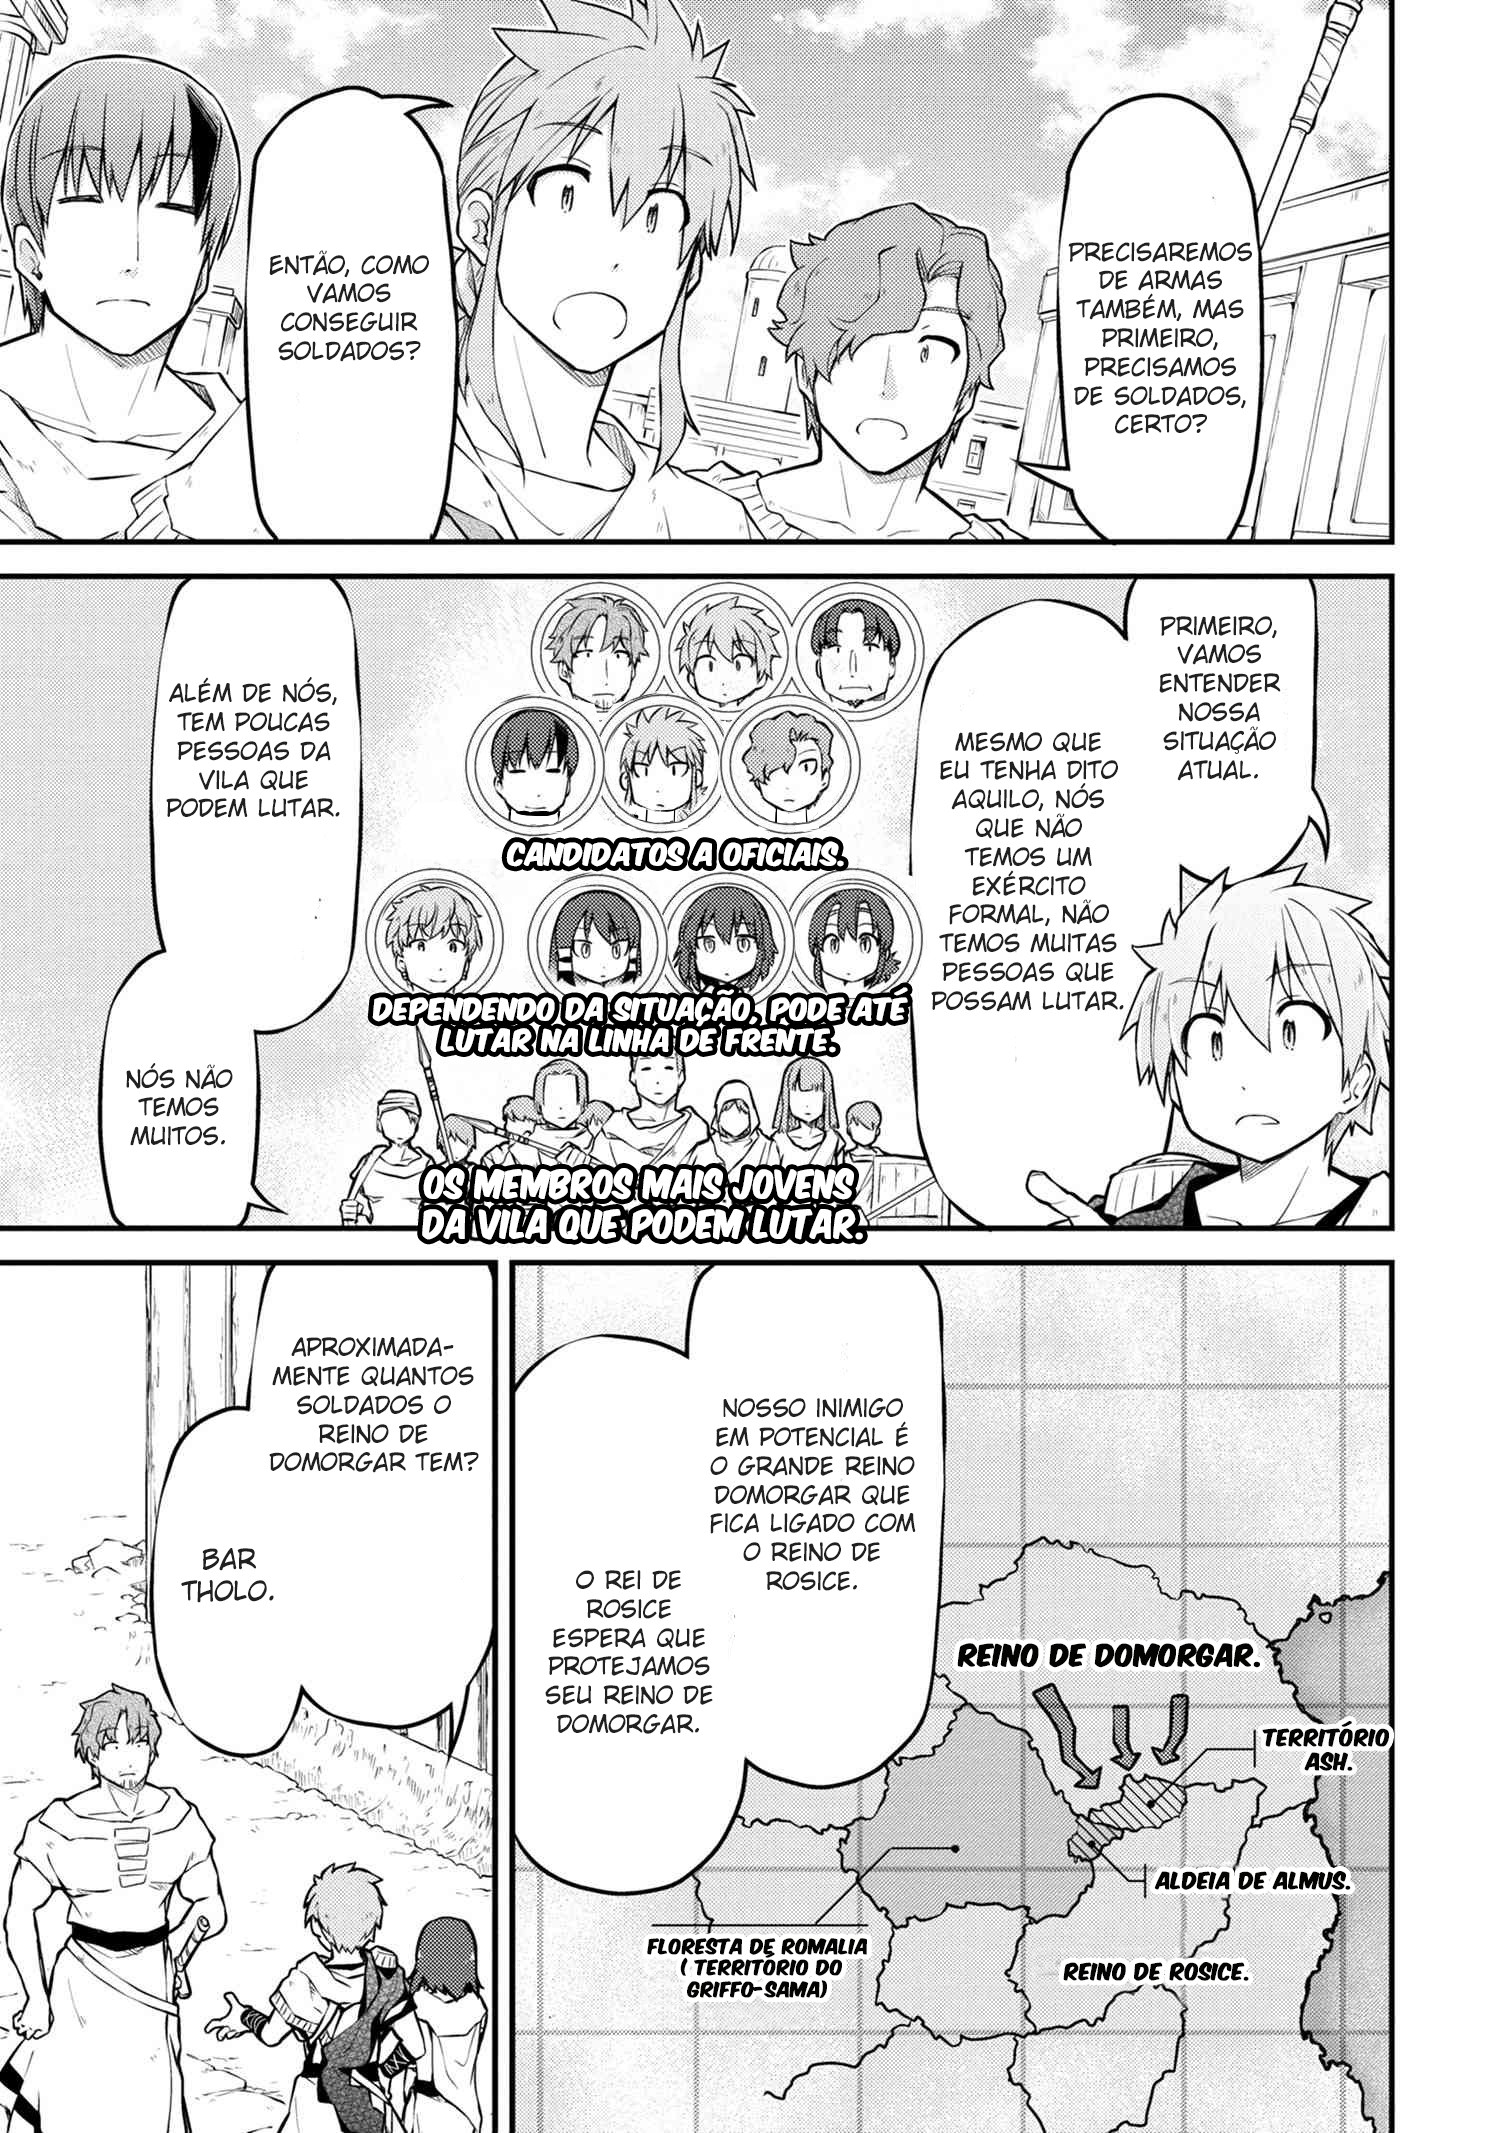 PRECISAREMOS
DE ARMAS
TAMBÉM, MAS
PRIMEIRO,
PRECISAMOS
DE SOLDADOS,
CERTO?
ENTÃO, COMO
VAMOS
CONSEGUIR
SOLDADOS?
PRIMEIRO,
VAMOS
ENTENDER
NOSSA
SITUAÇÃO
ATUAL.
MESMO QUE
EU TENHA DITO
AQUILO, NÓS
QUE NÃO
TEMOS UM
EXÉRCITO
FORMAL, NÃO
TEMOS MUITAS
PESSOAS QUE
POSSAM LUTAR.
CANDIDATOS A OFICIAIS.
DEPENDENDO DA SITUAÇÃO, PODE ATÉ
LUTAR NA LINHA DE FRENTE.
OS MEMBROS MAIS JOVENS
DA VILA QUE PODEM LUTAR.
ALÉM DE NÓS,
TEM POUCAS
PESSOAS DA
VILA QUE
PODEM LUTAR.
NÓS NÃO
TEMOS
MUITOS.
NOSSO INIMIGO
EM POTENCIAL É
O GRANDE REINO
DOMORGAR QUE
FICA LIGADO COM
O REINO DE
ROSICE.
O REI DE
ROSICE
ESPERA QUE
PROTEJAMOS
SEU REINO DE
DOMORGAR.
REINO DE DOMORGAR.
TERRITÓRIO
ASH.
ALDEIA DE ALMUS.
REINO DE ROSICE.
FLORESTA DE ROMALIA
( TERRITÓRIO DO
GRIFFO-SAMA)
APROXIMADA-
MENTE QUANTOS
SOLDADOS O
REINO DE
DOMORGAR TEM?
BAR
THOLO.